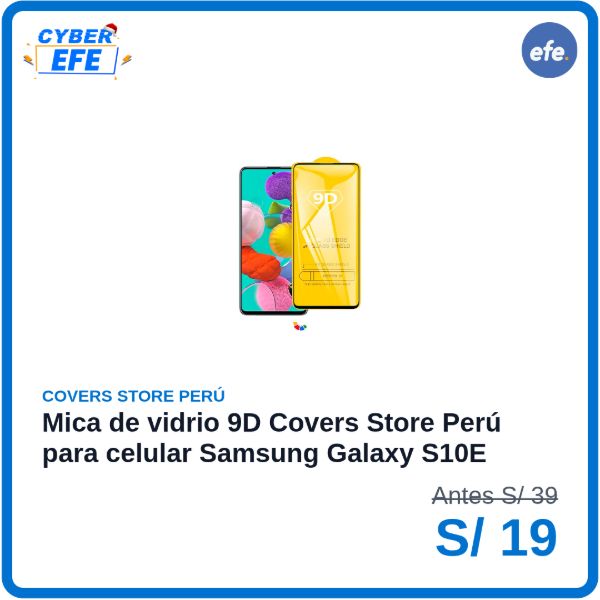 CYBER
EFE
efe.
9D
COVERS STORE PERÚ
Mica de vidrio 9D Covers Store Perú
para celular Samsung Galaxy S10E
Antes S/ 39
S/ 19